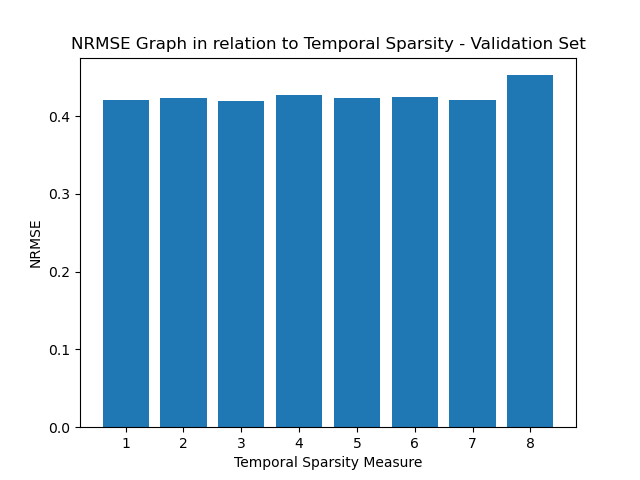 NRMSE Graph in relation to Temporal Sparsity - Validation Set
0.4
0.3
0.2
0.1
0.0
NRMSE
1 2 3 4 5 6 7 8
Temporal Sparsity Measure